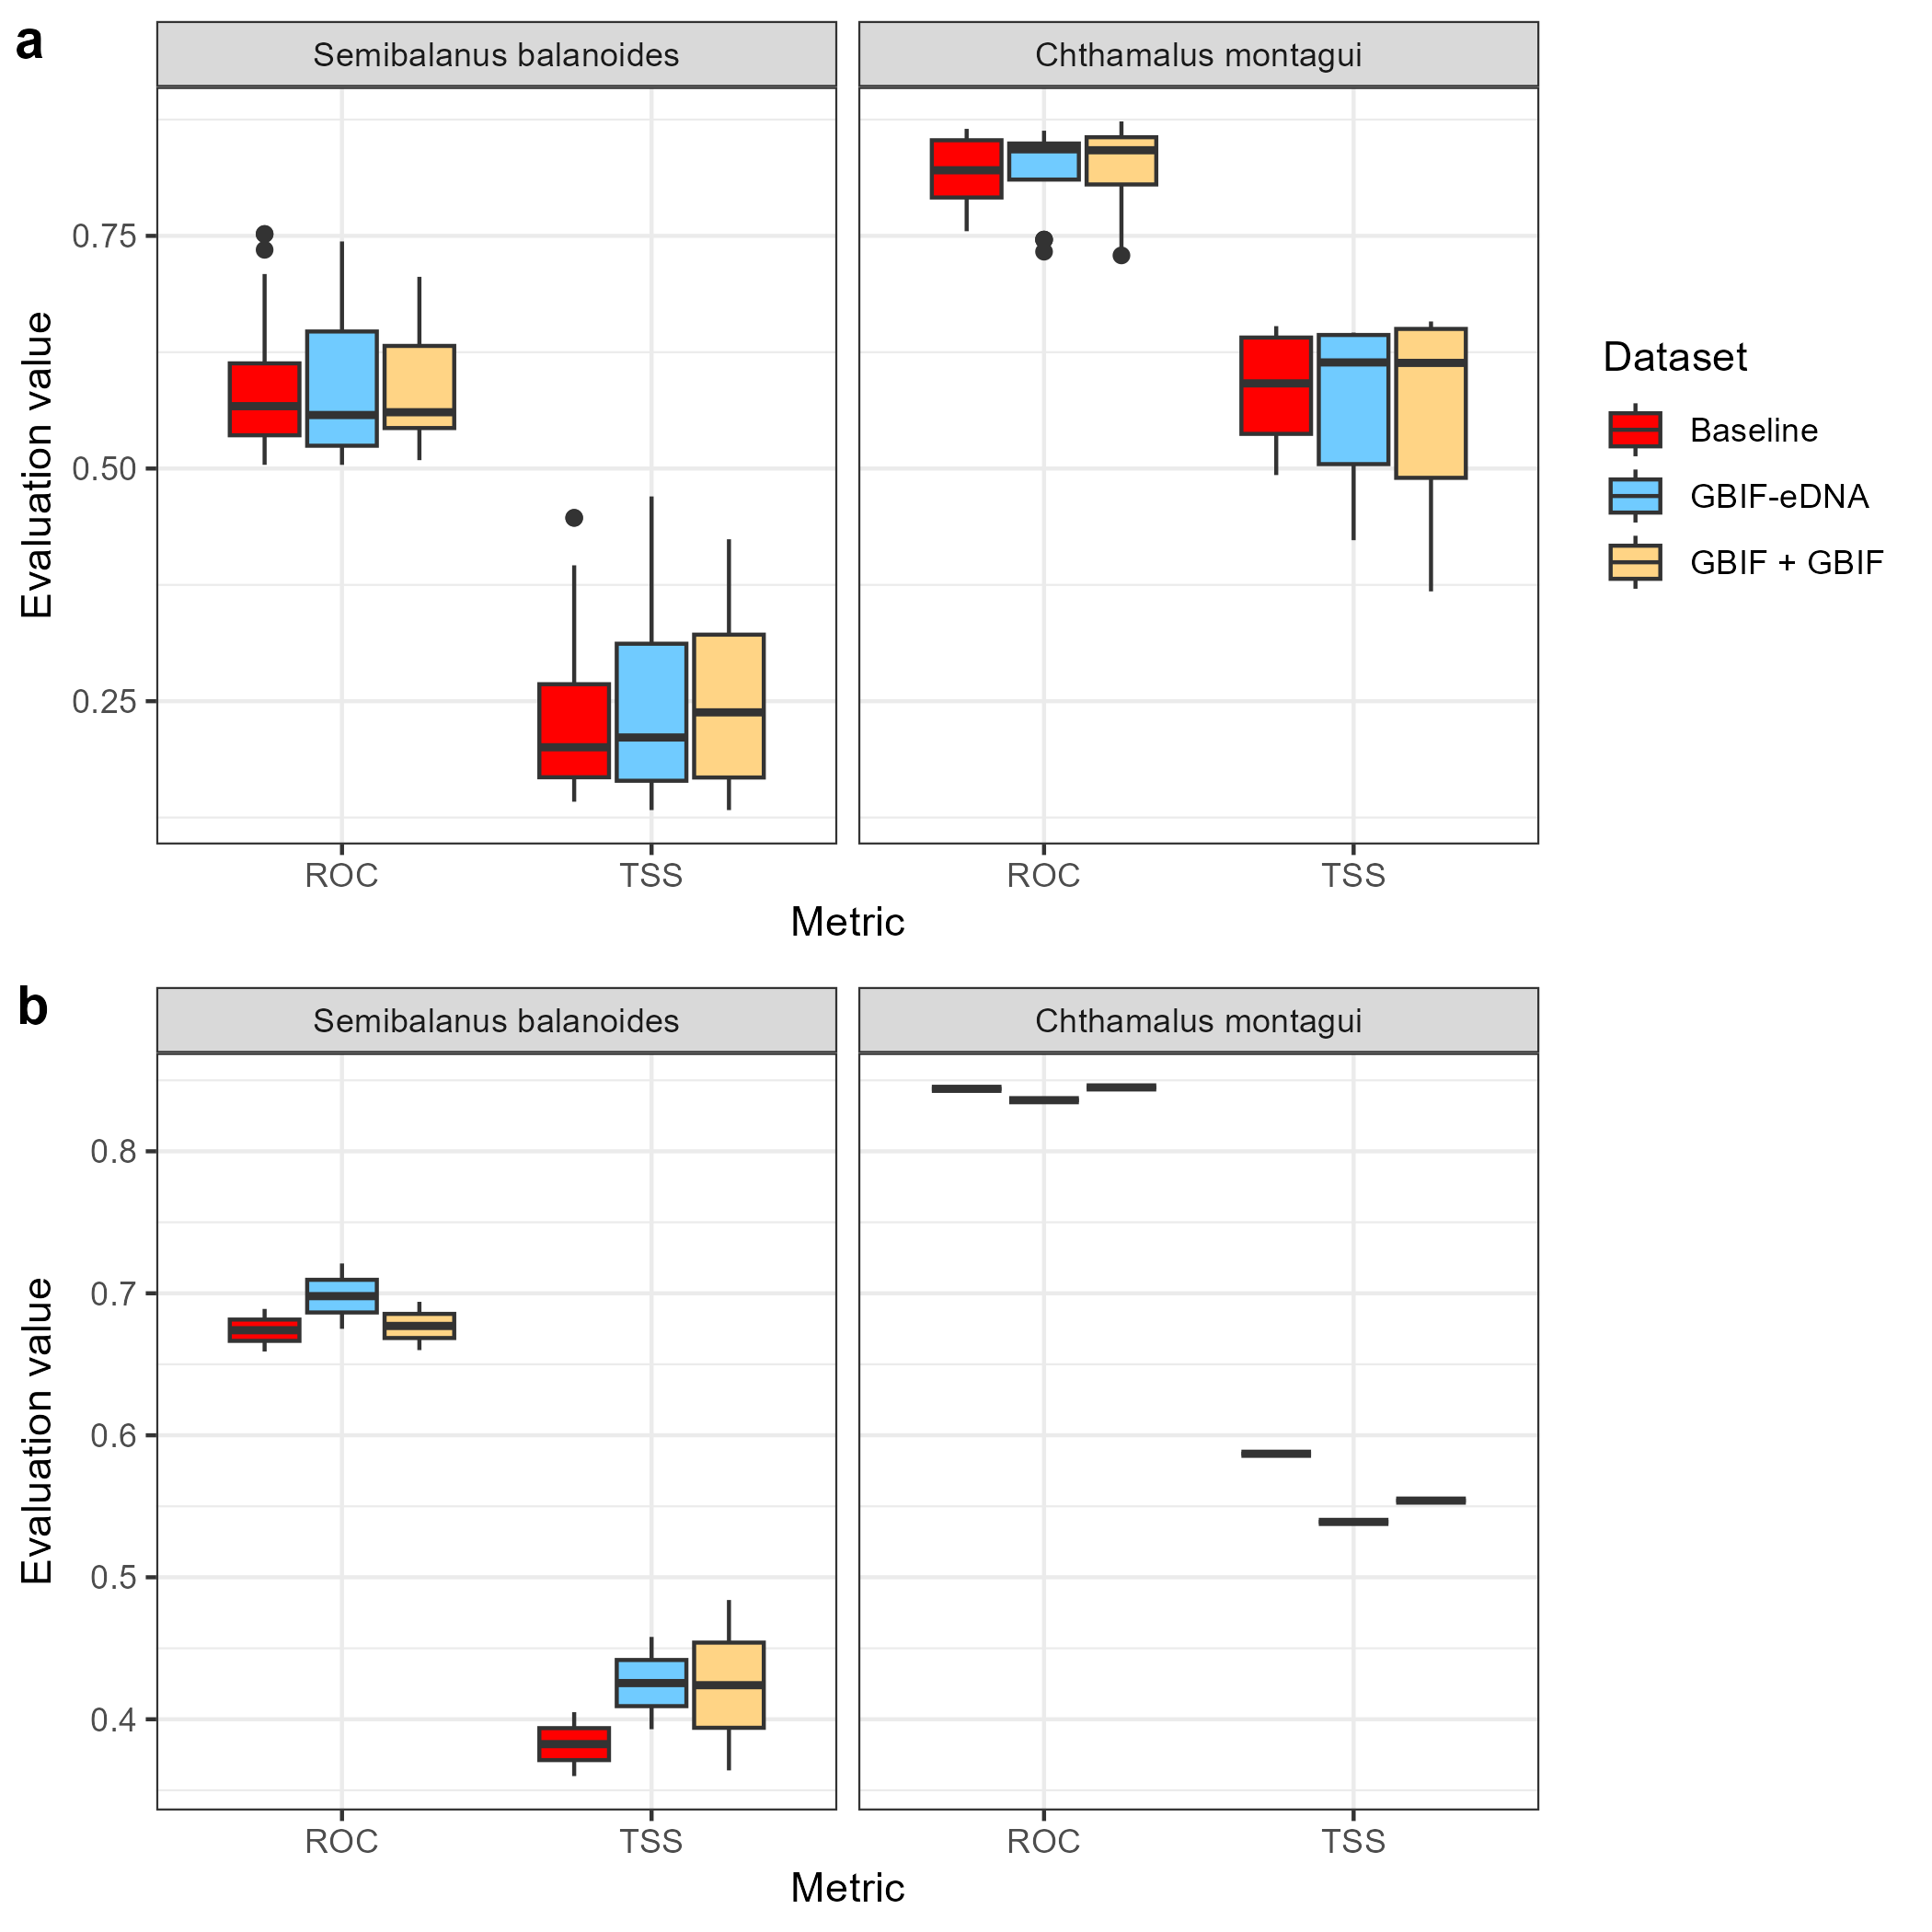 a
Semibalanus balanoides
Chthamalus montagui
Evaluation value
0.75
0.50
0.25
ROC
TSS
ROC
TSS
Metric
Dataset
Baseline
GBIF-eDNA
GBIF + GBIF
b
Semibalanus balanoides
Chthamalus montagui
Evaluation value
0.8
0.7
0.6
0.5
0.4
ROC
TSS
ROC
TSS
Metric